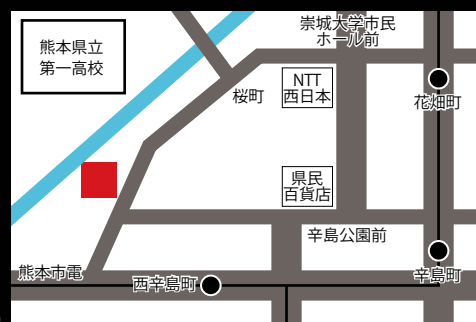 崇城大学市民
ホール前
熊本県立
第一高校
NTT
西日本
桜町
花畑町
県民
百貨店
辛島公園前
熊本市電
西辛島町
辛島町